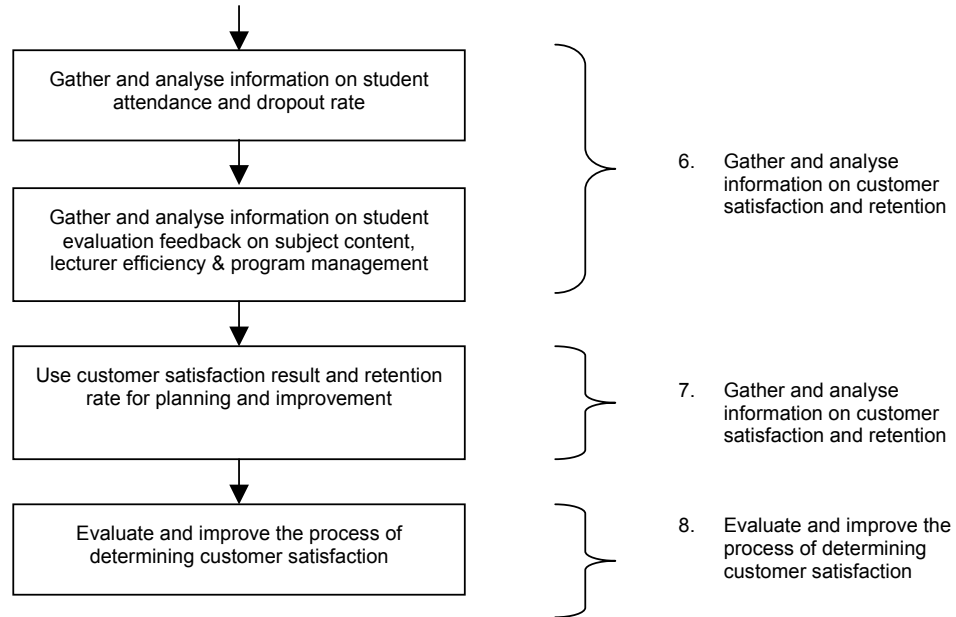 Gather and analyse information on student
attendance and dropout rate
Gather and analyse information on student
evaluation feedback on subject content,
lecturer efficiency & program management
6. Gather and analyse
information on customer
satisfaction and retention
Use customer satisfaction result and retention
rate for planning and improvement
7. Gather and analyse
information on customer
satisfaction and retention
Evaluate and improve the process of
determining customer satisfaction
8. Evaluate and improve the
process of determining
customer satisfaction